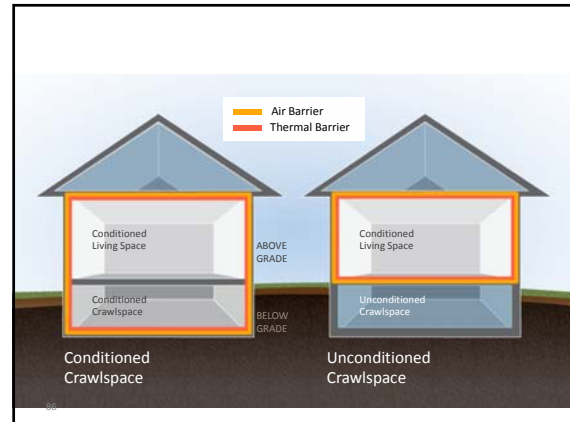 Air Barrier
Thermal Barrier
Conditioned
Living Space
ABOVE
GRADE
Conditioned
Crawlspace
BELOW
GRADE
Conditioned
Living Space
Unconditioned
Crawlspace
Conditioned
Crawlspace
Unconditioned
Crawlspace
86